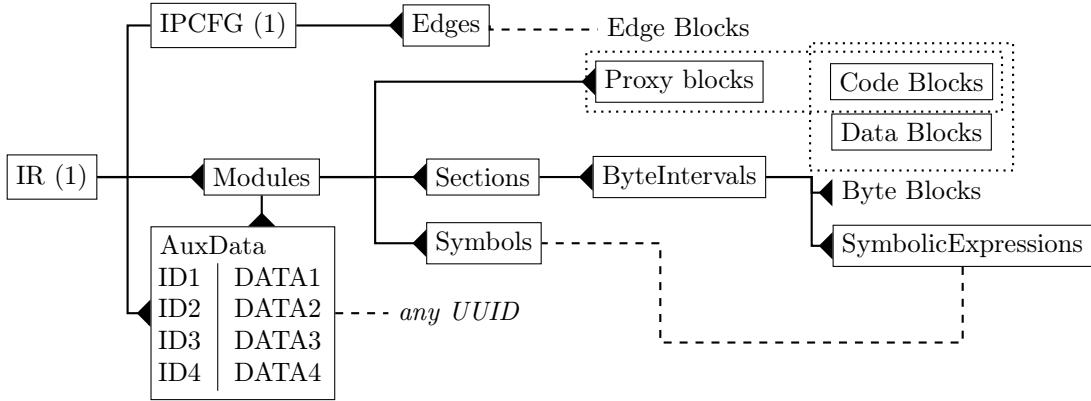 IPCFG (1)
Edges
Edge Blocks
Proxy blocks
Code Blocks
Data Blocks
IR (1)
Modules
Sections
ByteIntervals
Byte Blocks
AuxData
Symbols
SymbolicExpressions
ID1 DATA1
ID2 DATA2
any UUID
ID3 DATA3
ID4 DATA4